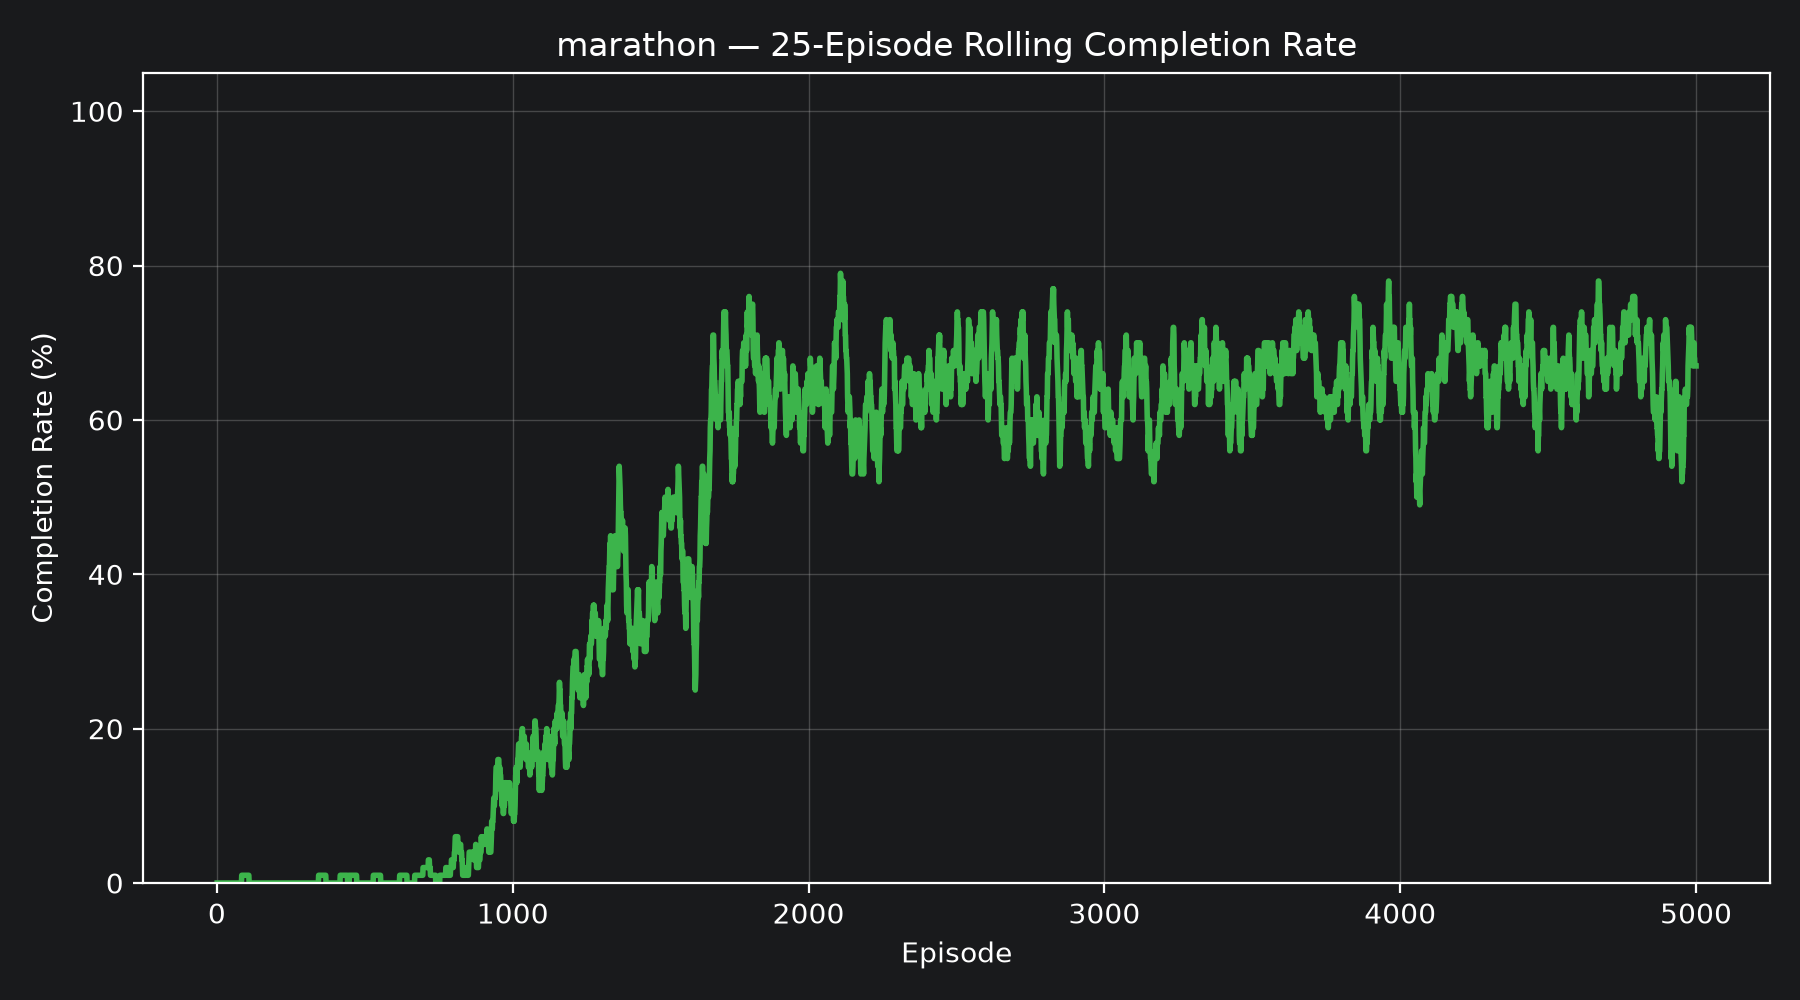 marathon — 25-Episode Rolling Completion Rate
100
80
60
40
20
0
Completion Rate (%)
0 1000 2000 3000 4000 5000
Episode